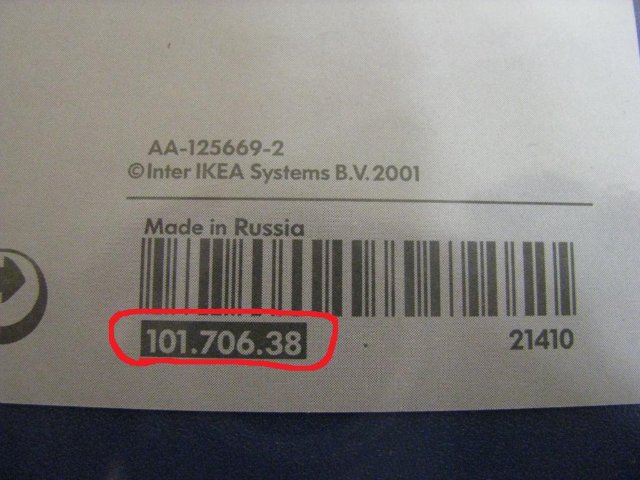 AA-125669-2
©Inter IKEA Systems B.V. 2001
Made in Russia
101.706.38 21410